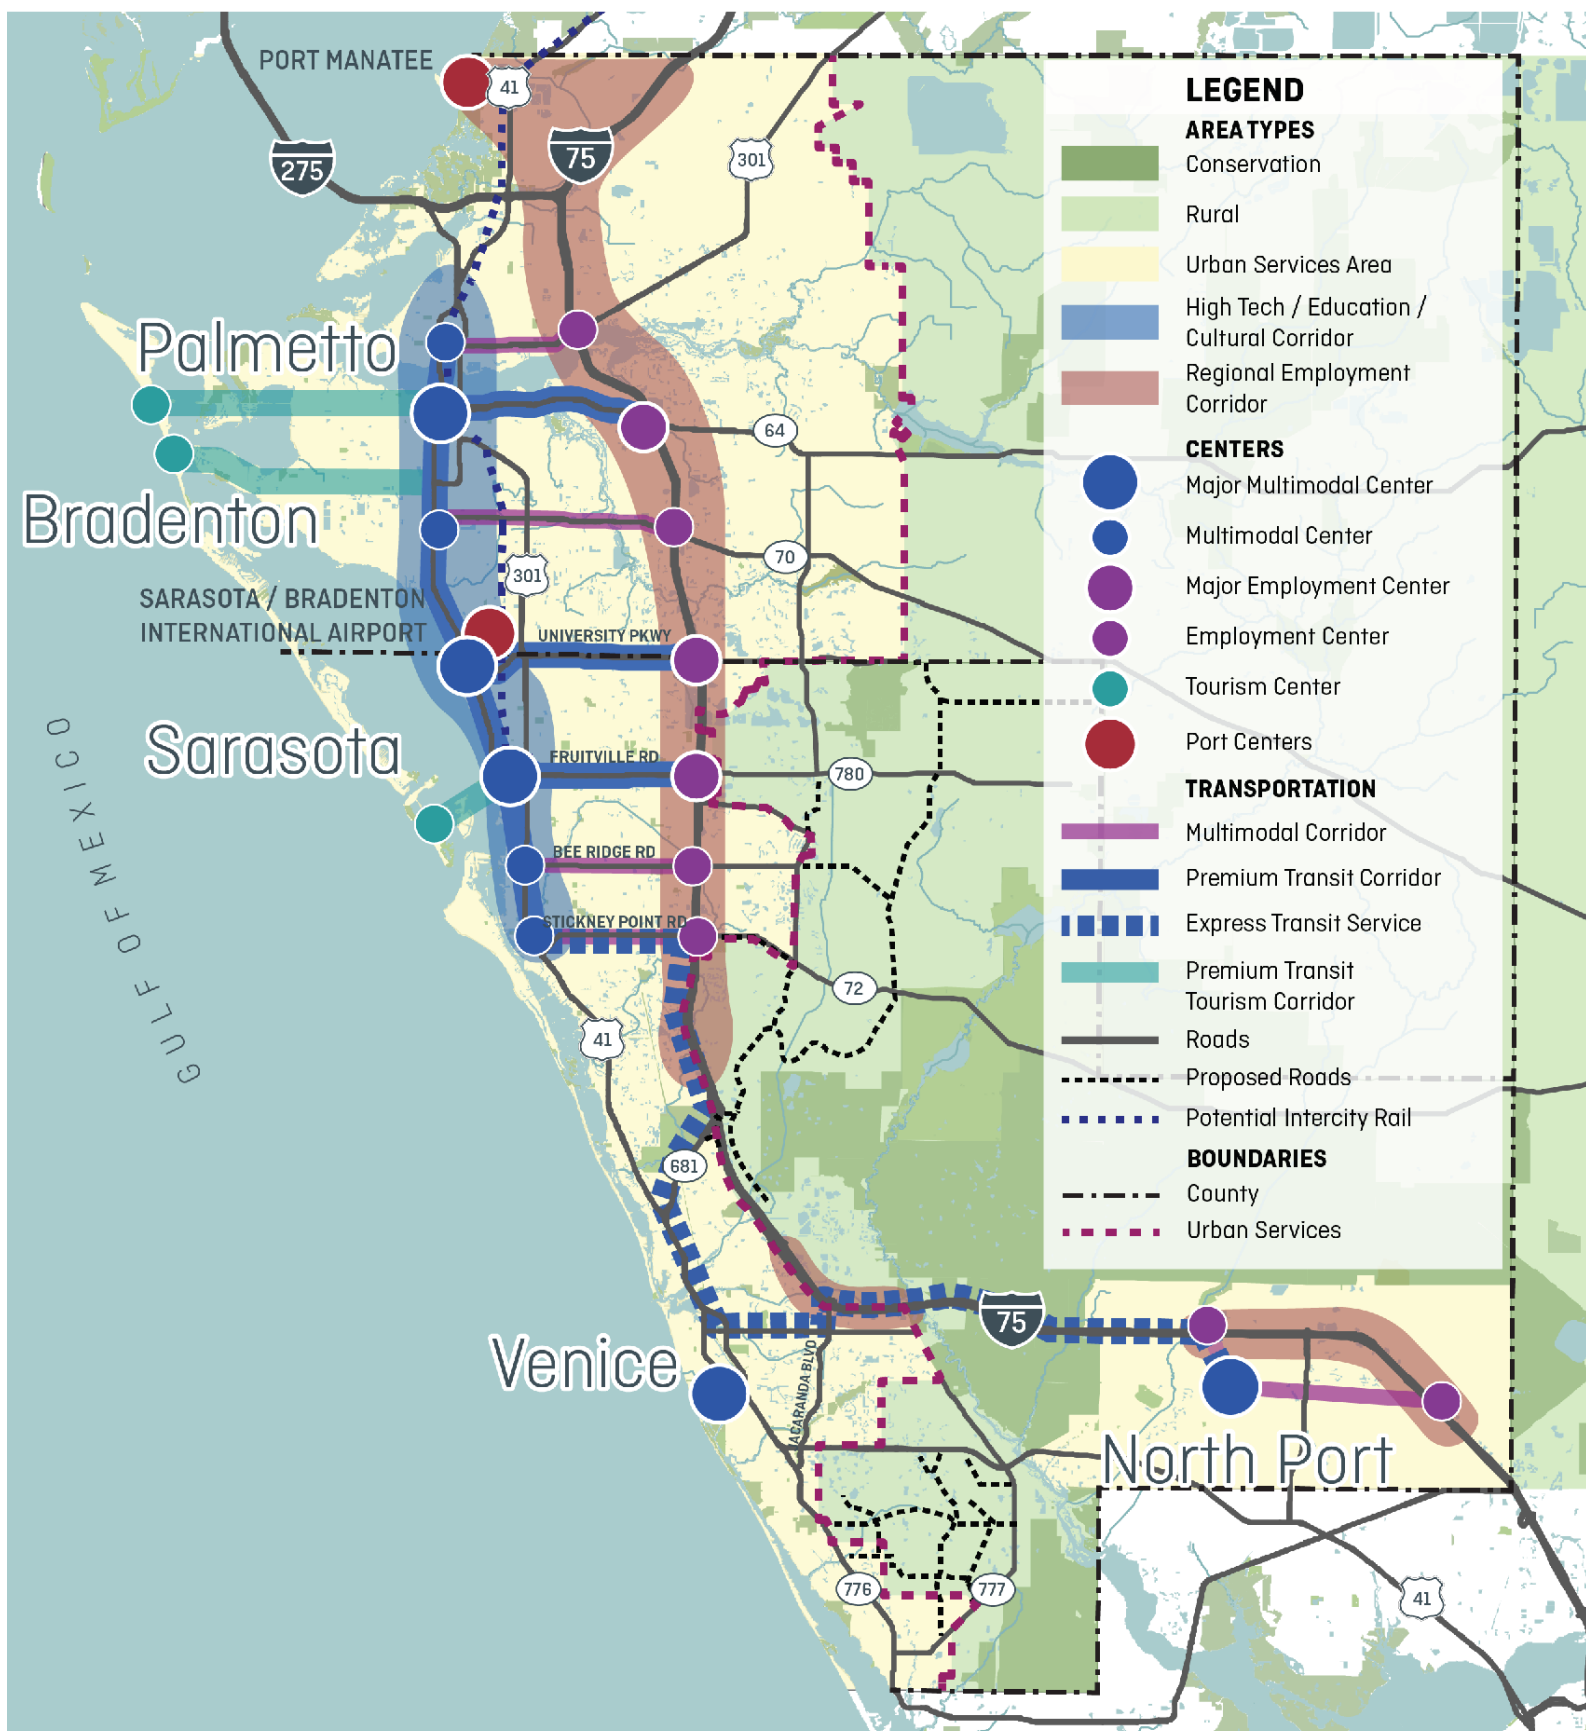 PORT MANATEE
41
275
75
301
Palmetto
64
Bradenton
301
70
SARASOTA / BRADENTON
INTERNATIONAL AIRPORT
UNIVERSITY PKWY
Sarasota
FRUITVILLE RD
780
BEE RIDGE RD
STICKNEY POINT RD
72
41
GULF OF MEXICO
681
75
Venice
ACARANDA BLVD
North Port
776
777
41
LEGEND
AREA TYPES
Conservation
Rural
Urban Services Area
High Tech / Education /
Cultural Corridor
Regional Employment
Corridor
CENTERS
Major Multimodal Center
Multimodal Center
Major Employment Center
Employment Center
Tourism Center
Port Centers
TRANSPORTATION
Multimodal Corridor
Premium Transit Corridor
Express Transit Service
Premium Transit
Tourism Corridor
Roads
Proposed Roads
Potential Intercity Rail
BOUNDARIES
County
Urban Services